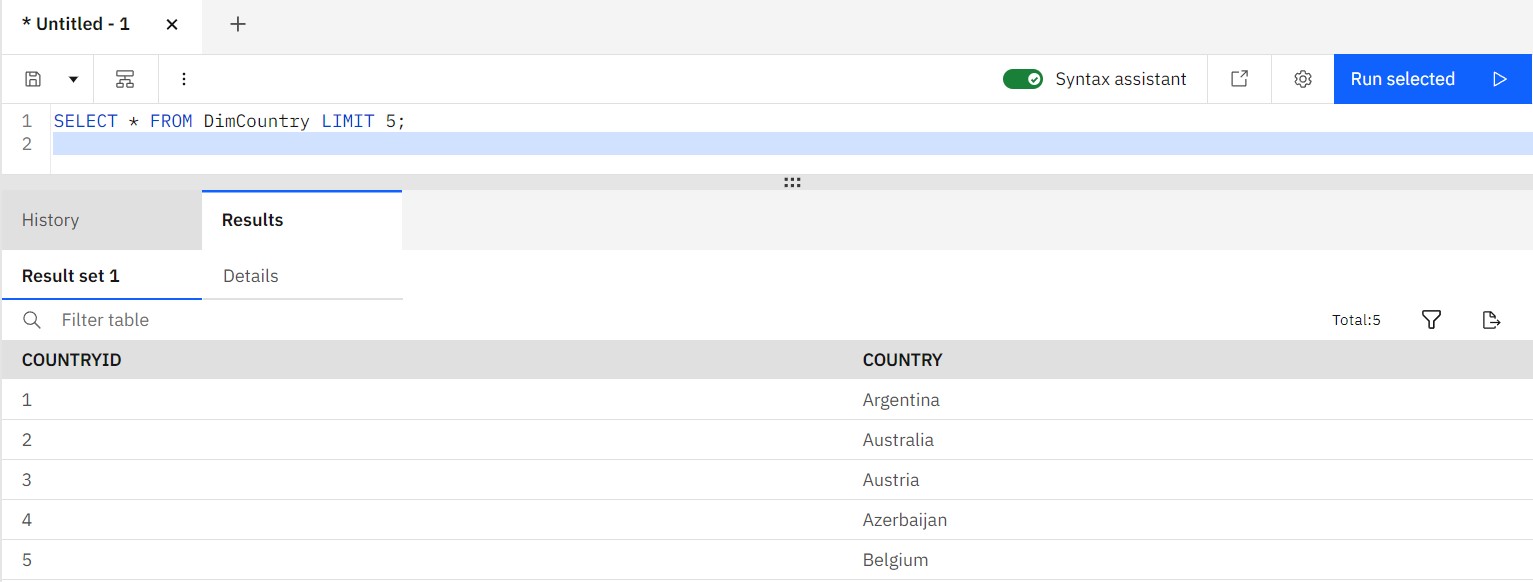 * Untitled - 1
Syntax assistant
Run selected
1 SELECT * FROM DimCountry LIMIT 5;
2
History Results
Result set 1 Details
Filter table Total:5
COUNTRYID COUNTRY
1 Argentina
2 Australia
3 Austria
4 Azerbaijan
5 Belgium